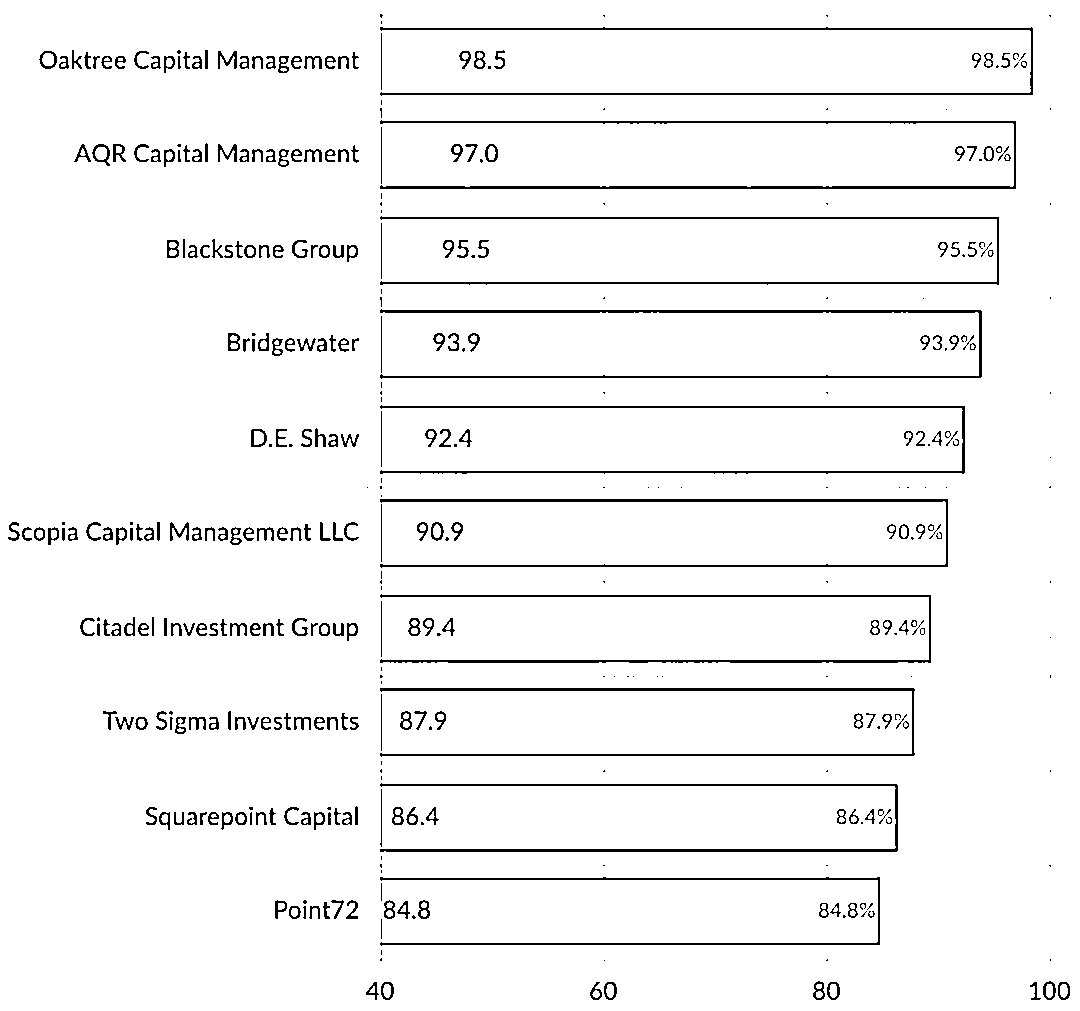 Oaktree Capital Management 98.5 98.5%
AQR Capital Management 97.0 97.0%
Blackstone Group 95.5 95.5%
Bridgewater 93.9 93.9%
D.E. Shaw 92.4 92.4%
Scopia Capital Management LLC 90.9 90.9%
Citadel Investment Group 89.4 89.4%
Two Sigma Investments 87.9 87.9%
Squarepoint Capital 86.4 86.4%
Point72 84.8 84.8%
40 60 80 100